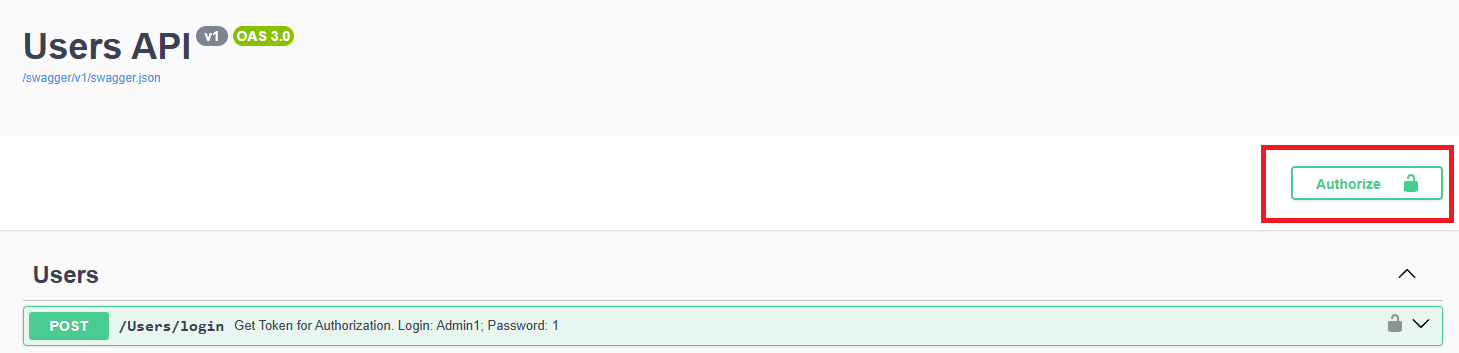 Users API v1 OAS 3.0
/swagger/v1/swagger.json
Authorize
Users
POST /Users/login Get Token for Authorization. Login: Admin1; Password: 1